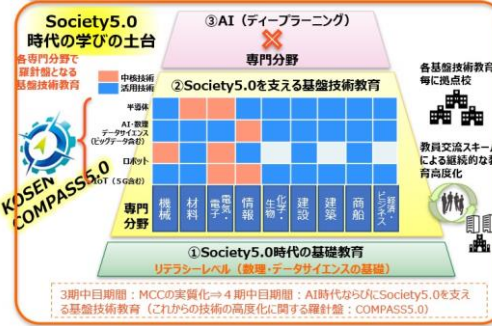 Society5.0
時代の学びの土台
③AI（ディープラーニング）
専門分野
各専門分野で
羅針盤となる
基盤技術教育
中核技術
活用技術
②Society5.0を支える基盤技術教育
各基盤技術教育
毎に拠点校
半導体
AI・数理
データサイエンス
(ビッグデータ含む)
ロボット
IoT（5G含む）
KOSEN
COMPASS5.0
教員交流スキーム
による継続的な教
育高度化
専門
分野
機械
材料
電気・電子
情報
化学・生物
建設
建築
商船
経済・ビジネス
①Society5.0時代の基礎教育
リテラシーレベル（数理・データサイエンスの基礎）
3期中目期間：MCCの実質化⇒４期中目期間：AI時代ならびにSociety5.0を支え
る基盤技術教育（これからの技術の高度化に関する羅針盤：COMPASS5.0）